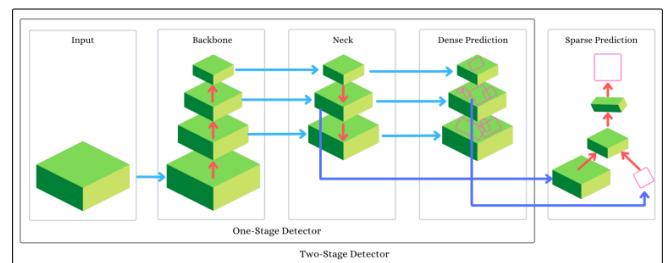 Input
Backbone
Neck
Dense Prediction
Sparse Prediction
One-Stage Detector
Two-Stage Detector